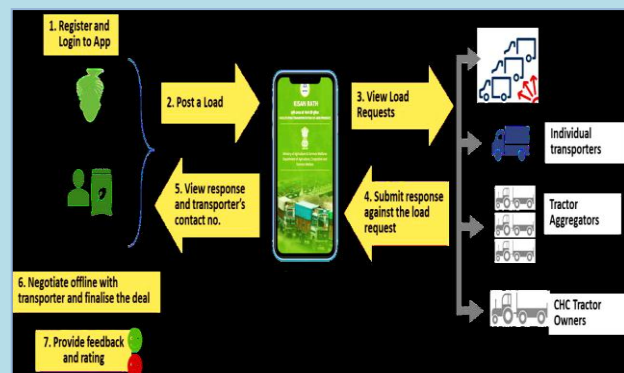 1. Register and
Login to App
2. Post a Load
KISAN RATH
3. View Load
Requests
Individual
transporters
5. View response
and transporter's
contact no.
4. Submit response
against the load
request
Tractor
Aggregators
6. Negotiate offline with
transporter and finalise the deal
CHC Tractor
Owners
7. Provide feedback
and rating